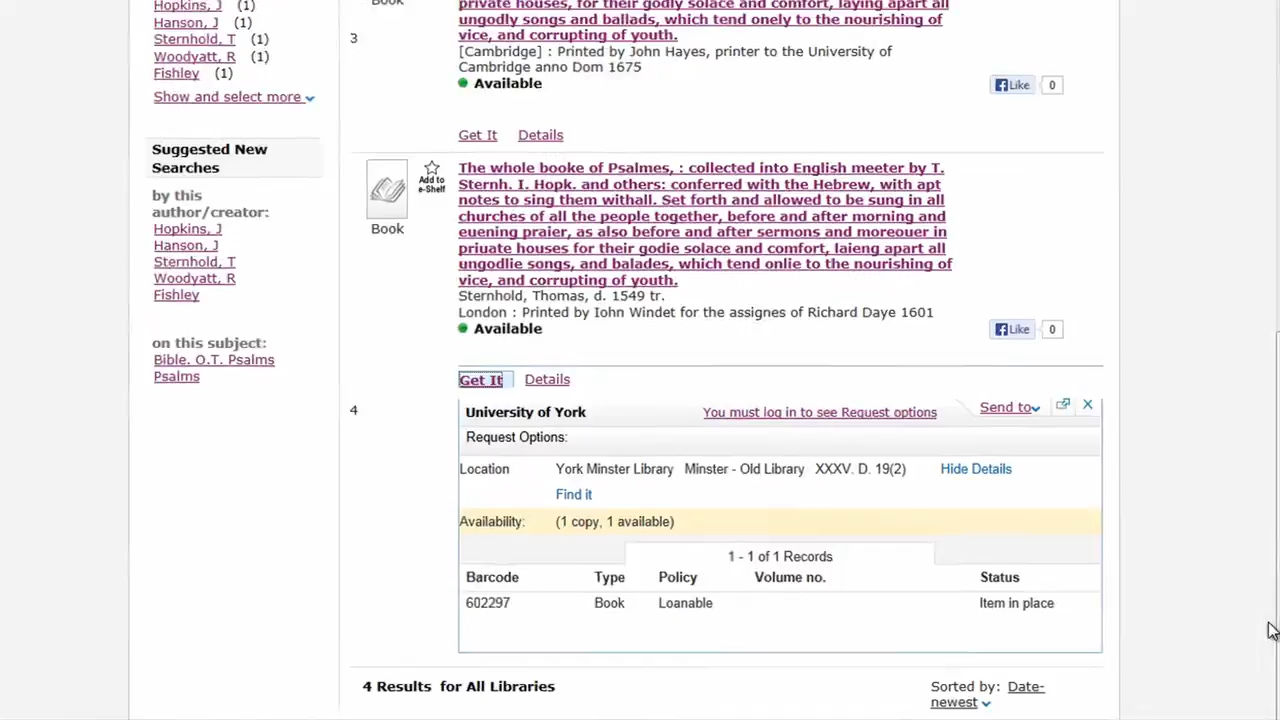 Hopkins, J (1)
Hanson, J (1)
Sternhold, T (1)
Woodyatt, R (1)
Fishley (1)
Show and select more
Suggested New
Searches
by this
author/creator:
Hopkins, J
Hanson, J
Sternhold, T
Woodyatt, R
Fishley
on this subject:
Bible. O.T. Psalms
Psalms
Book
3
private houses, for their godly solace and comfort, laying apart all
ungodly songs and ballads, which tend onely to the nourishing of
vice, and corrupting of youth.
[Cambridge] : Printed by John Hayes, printer to the University of
Cambridge anno Dom 1675
Available
Like 0
Get It Details
Add to
e-Shelf
Book
The whole booke of Psalmes, : collected into English meeter by T.
Sternh. I. Hopk. and others: conferred with the Hebrew, with apt
notes to sing them withall. Set forth and allowed to be sung in all
churches of all the people together, before and after morning and
euening praier, as also before and after sermons and moreouer in
priuate houses for their godie solace and comfort, laieng apart all
ungodlie songs, and balades, which tend onlie to the nourishing of
vice, and corrupting of youth.
Sternhold, Thomas, d. 1549 tr.
London : Printed by Iohn Windet for the assignes of Richard Daye 1601
Available
Like 0
Get It Details
4
University of York You must log in to see Request options Send to
Request Options:
Location York Minster Library Minster - Old Library XXXV. D. 19(2) Hide Details
Find it
Availability: (1 copy, 1 available)
1 - 1 of 1 Records
Barcode Type Policy Volume no. Status
602297 Book Loanable Item in place
4 Results for All Libraries
Sorted by: Date-
newest